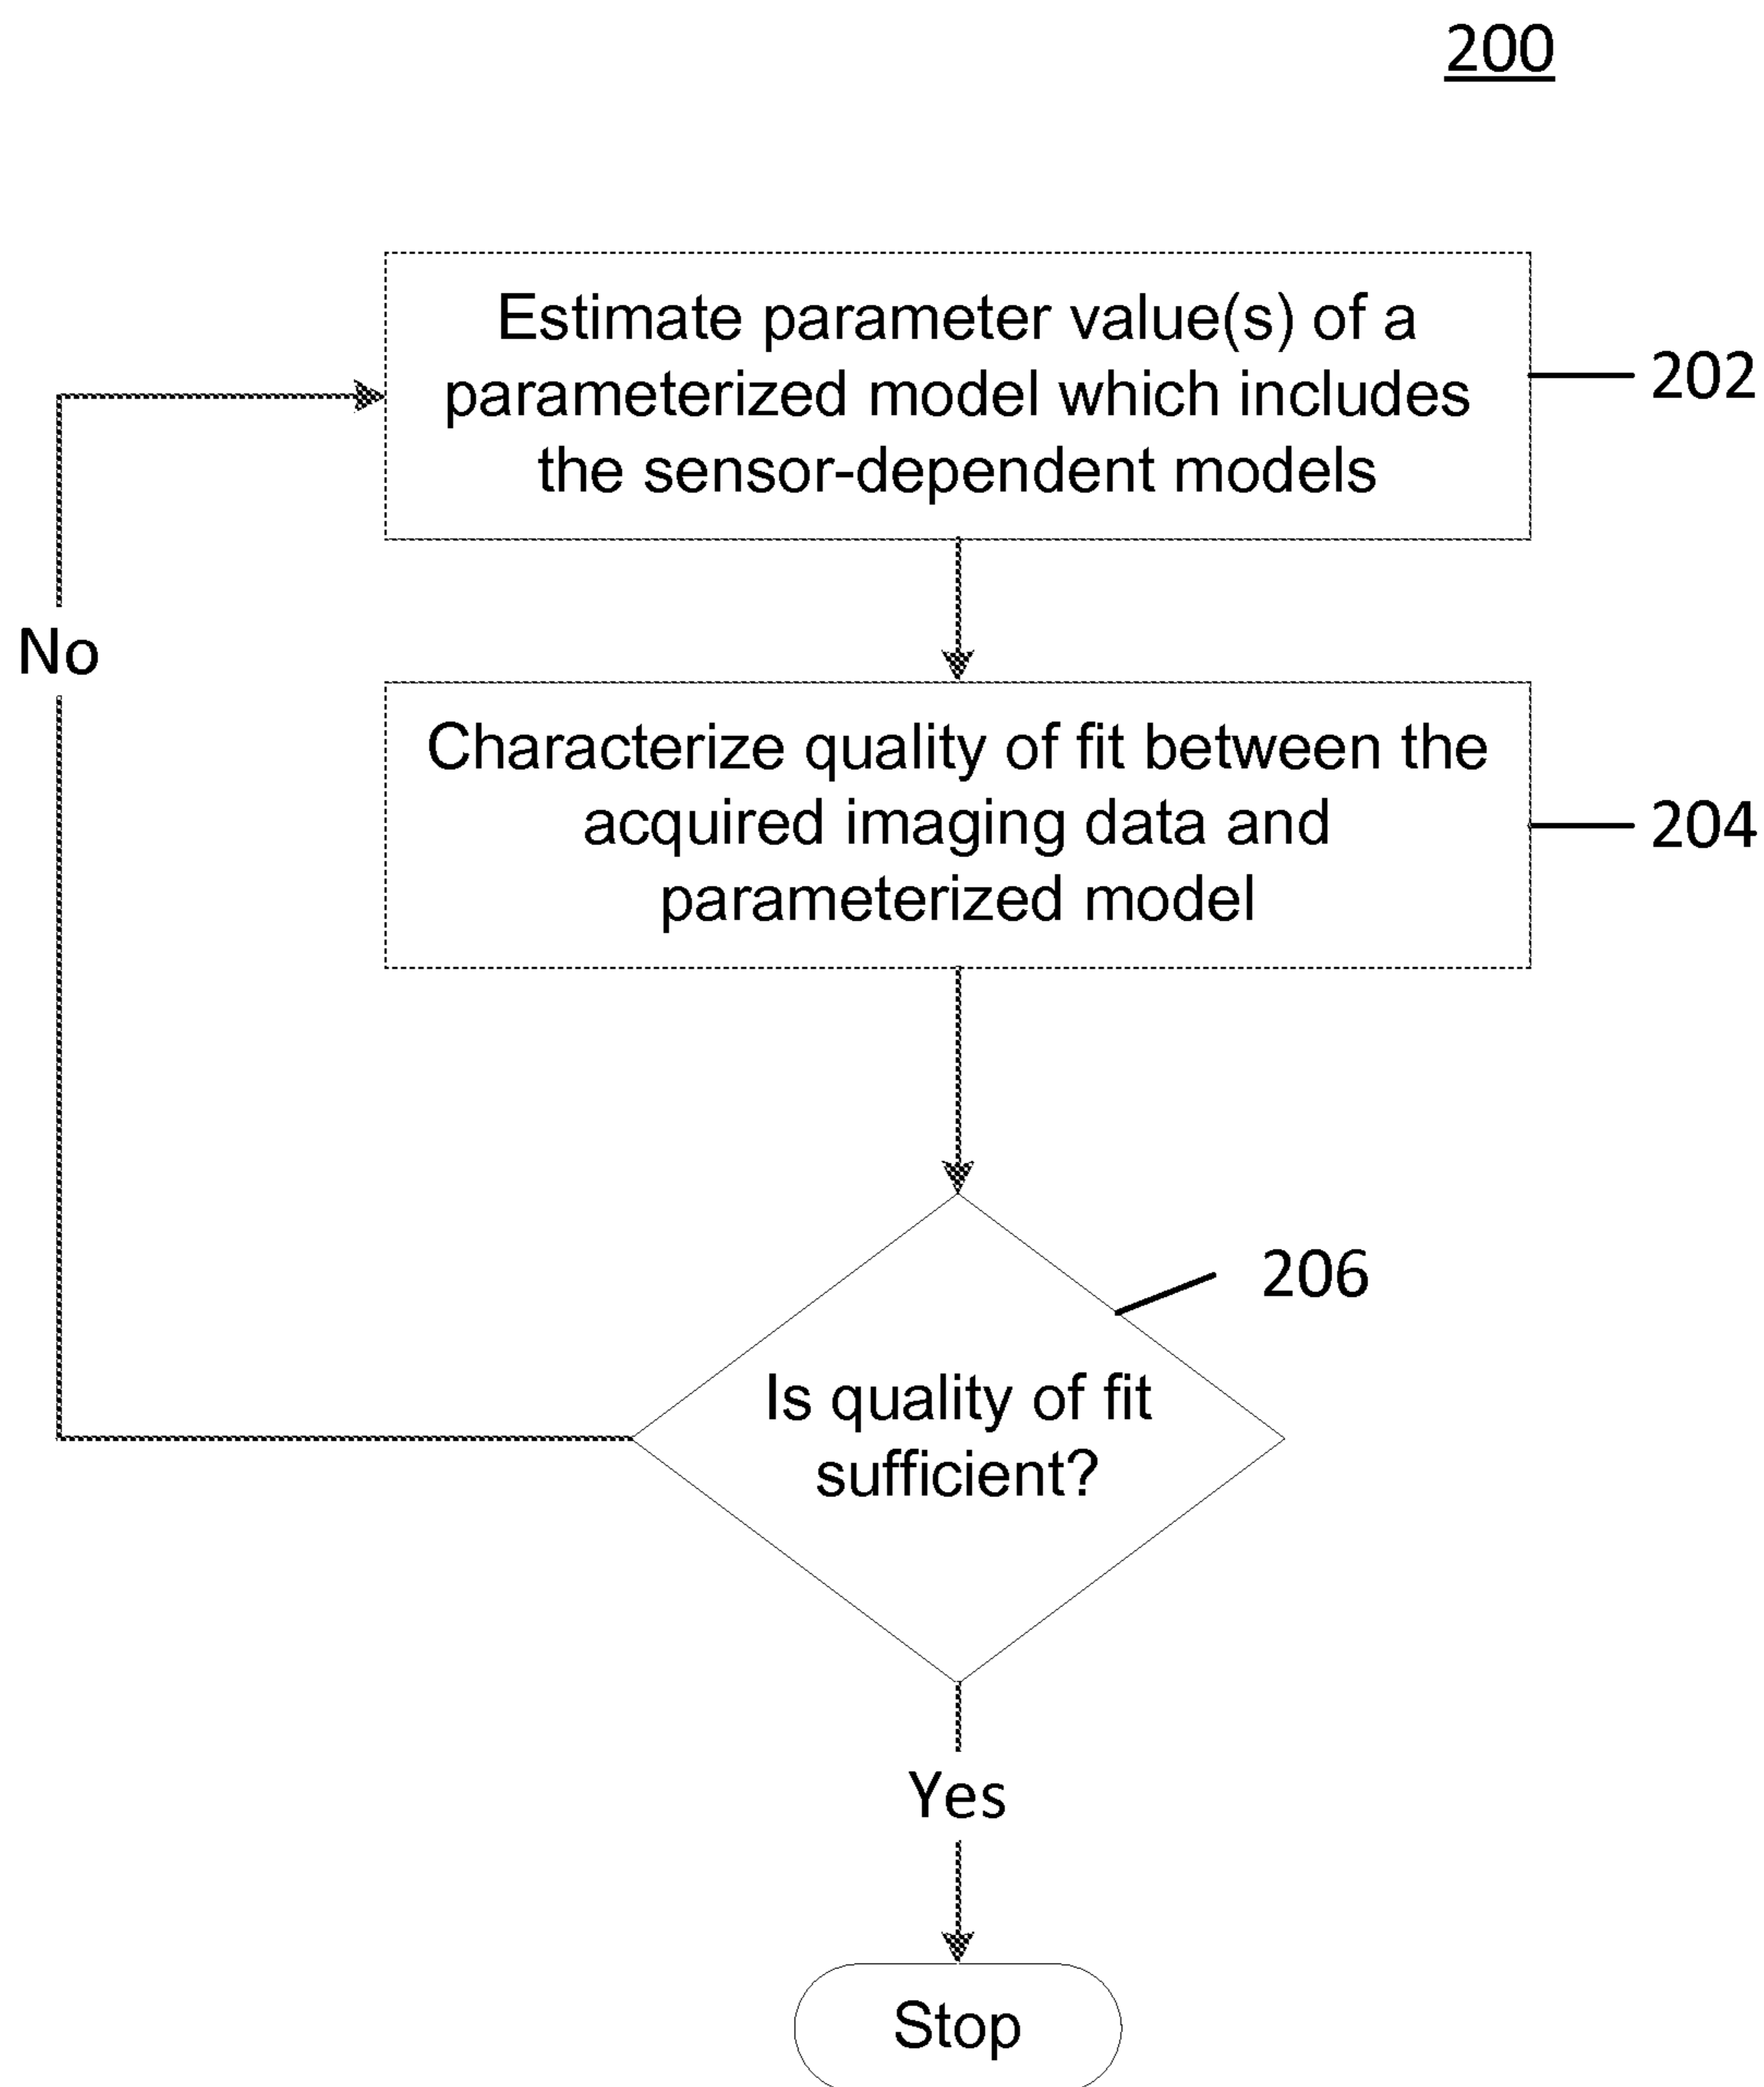 200
Estimate parameter value(s) of a
parameterized model which includes
the sensor-dependent models
202
No
Characterize quality of fit between the
acquired imaging data and
parameterized model
204
206
Is quality of fit
sufficient?
Yes
Stop